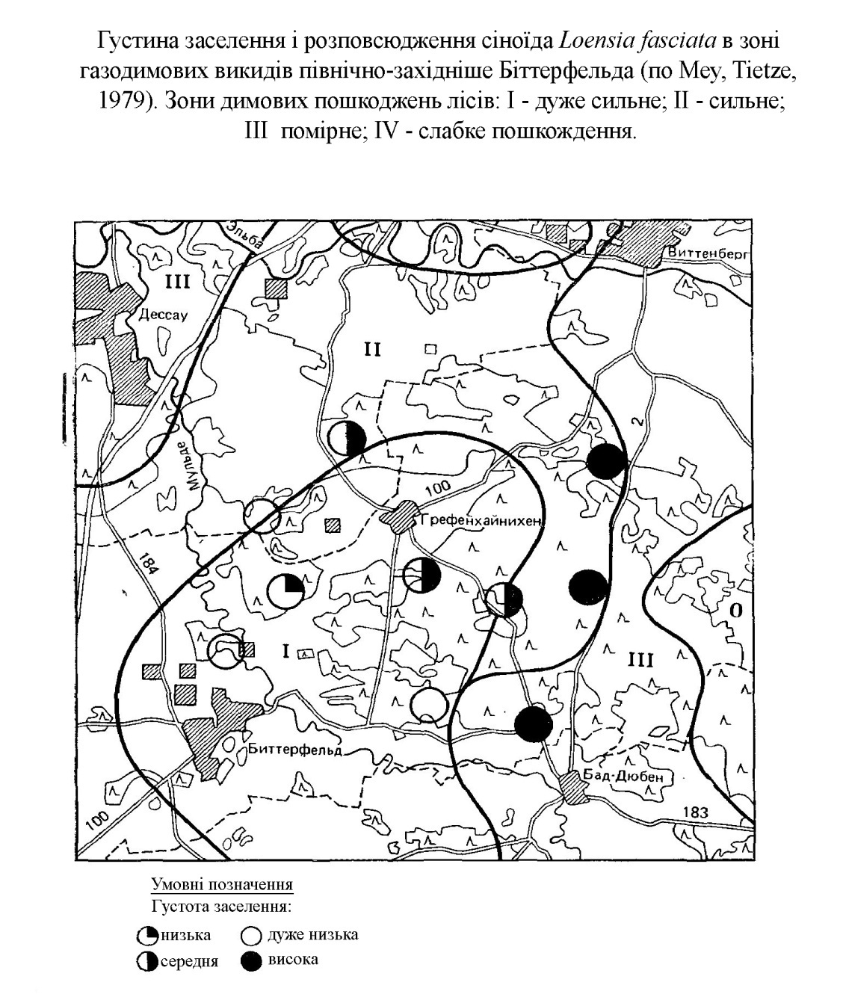 Густина заселення і розповсюдження сіноїда Loensia fasciata в зоні
газодимових викидів північно-західніше Біттерфельда (по Mey, Tietze,
1979). Зони димових пошкоджень лісів: I - дуже сильне; II - сильне;
III помірне; IV - слабке пошкождення.
Эльба
Виттенберг
III
Дессау
II
2
Мульде
100
Грефенхайнихен
184
0
I
III
Биттерфельд
Бад-Дюбен
183
100
Умовні позначення
Густота заселення:
низька
дуже низька
середня
висока